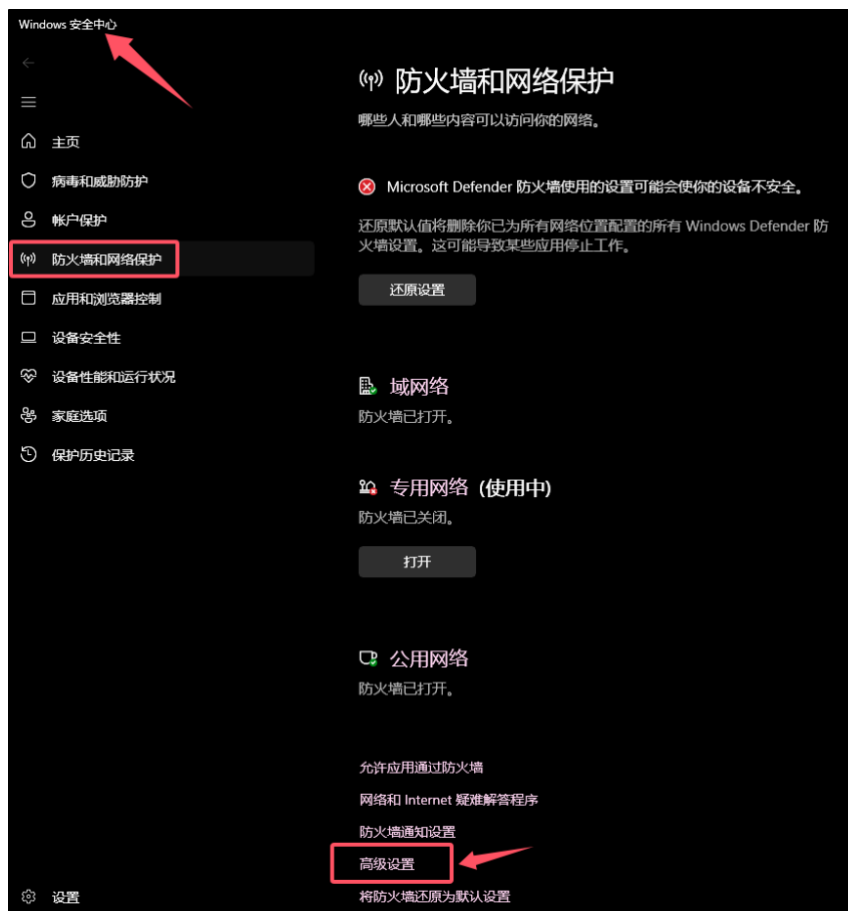 Windows 安全中心
主页
病毒和威胁防护
帐户保护
防火墙和网络保护
应用和浏览器控制
设备安全性
设备性能和运行状况
家庭选项
保护历史记录
设置
防火墙和网络保护
哪些人和哪些内容可以访问你的网络。
Microsoft Defender 防火墙使用的设置可能会使你的设备不安全。
还原默认值将删除你已为所有网络位置配置的所有 Windows Defender 防
火墙设置。这可能导致某些应用停止工作。
还原设置
域网络
防火墙已打开。
专用网络 (使用中)
防火墙已关闭。
打开
公用网络
防火墙已打开。
允许应用通过防火墙
网络和 Internet 疑难解答程序
防火墙通知设置
高级设置
将防火墙还原为默认设置